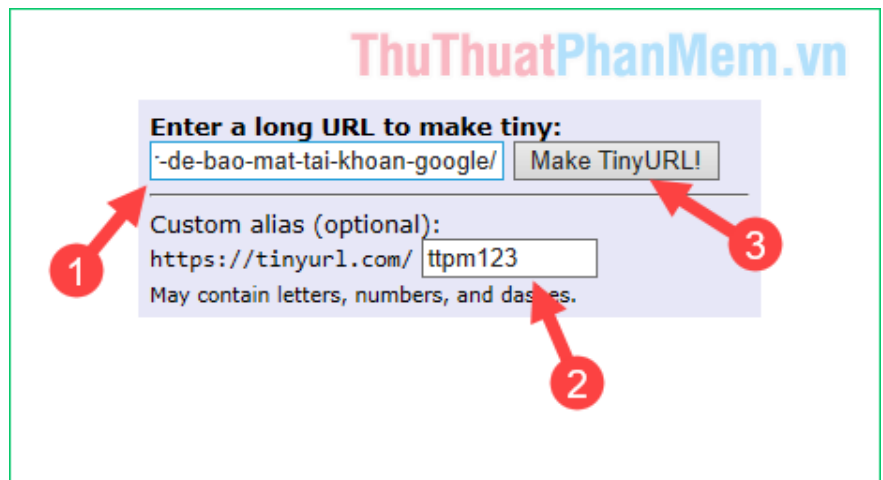 ThuThuatPhanMem.vn
Enter a long URL to make tiny:
-de-bao-mat-tai-khoan-google/ Make TinyURL!
Custom alias (optional):
https://tinyurl.com/ ttpm123
May contain letters, numbers, and dashes.
1
3
2